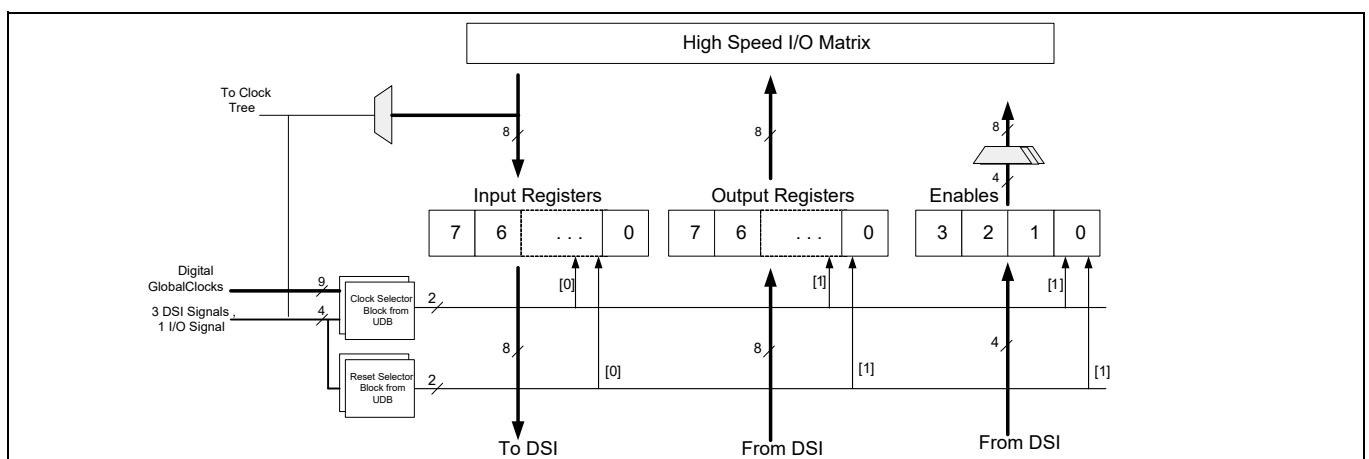 High Speed I/O Matrix
To Clock
Tree
8
8
8
4
Input Registers
Output Registers
Enables
7 6 . . . 0
7 6 . . . 0
3 2 1 0
Digital
GlobalClocks
9
3 DSI Signals ,
1 I/O Signal
4
Clock Selector
Block from
UDB
2
[0]
[1]
[1]
8
8
4
Reset Selector
Block from
UDB
2
[0]
[1]
[1]
To DSI
From DSI
From DSI